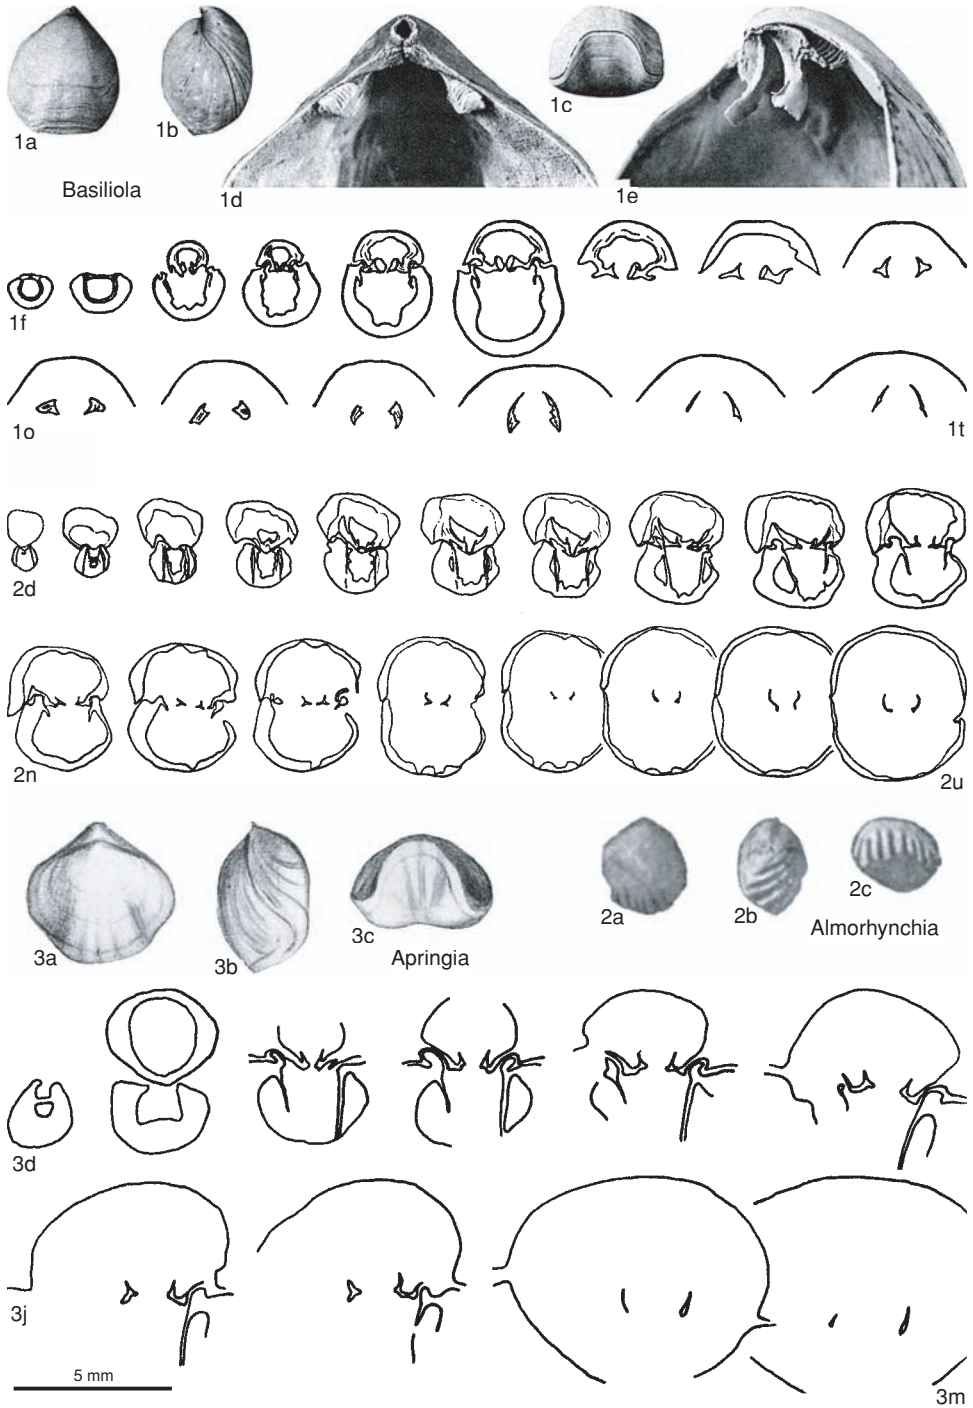 1a
1b
1c
Basiliola
1d
1e
1f
1o
1t
2d
2n
2u
3a
3b
3c
Apringia
2a
2b
2c
Almorhynchia
3d
3j
5 mm
3m